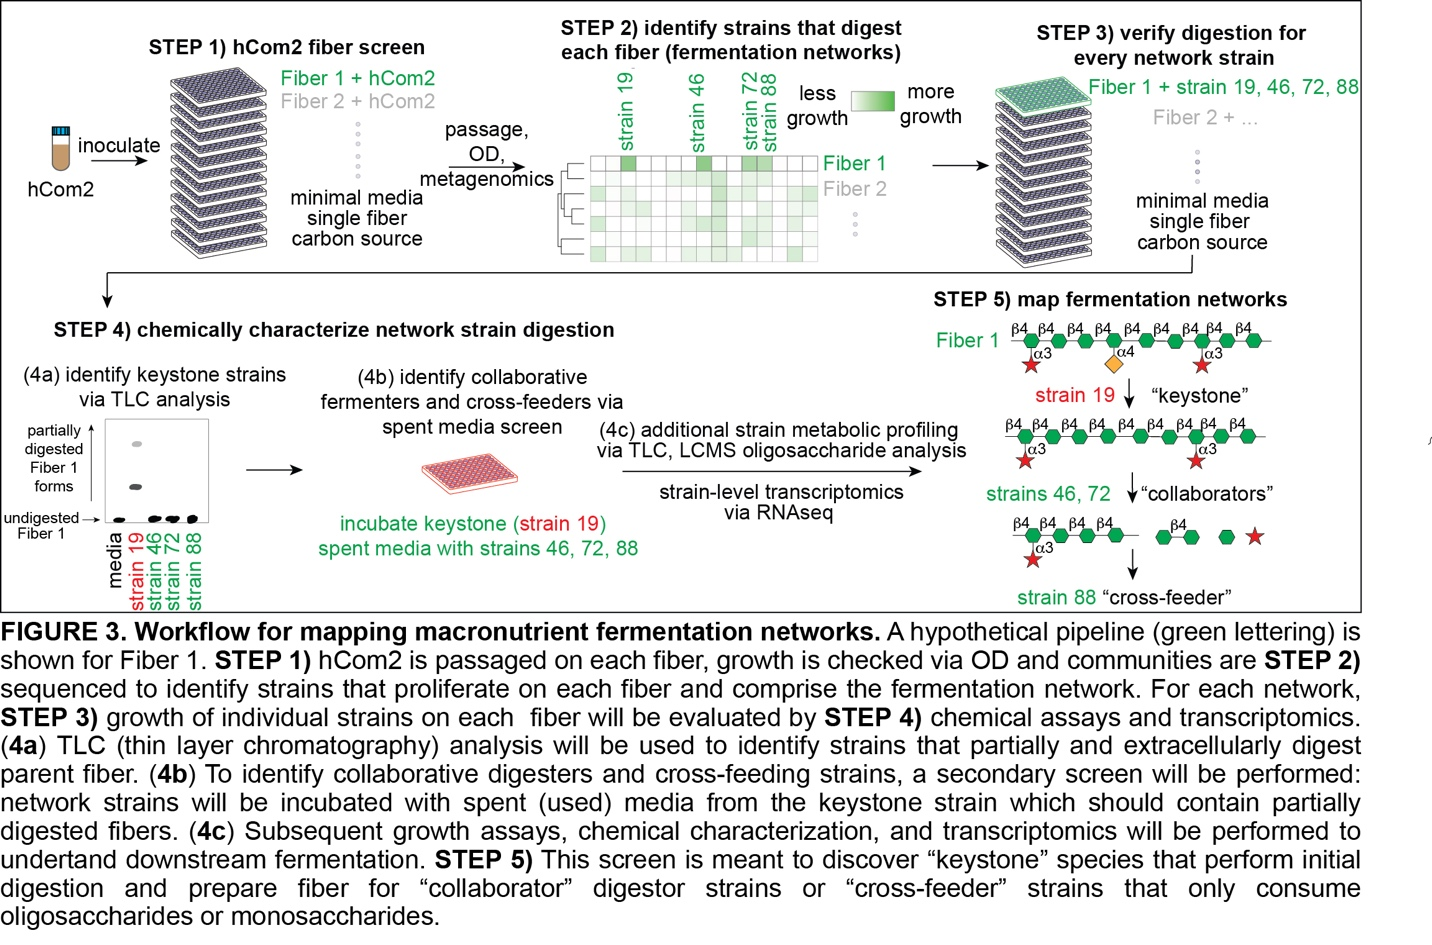 STEP 1) hCom2 fiber screen
Fiber 1 + hCom2
Fiber 2 + hCom2
inoculate
hCom2
minimal media
single fiber
carbon source
passage,
OD,
metagenomics
STEP 2) identify strains that digest
each fiber (fermentation networks)
strain 19
strain 46
strain 72
strain 88
less
growth
more
growth
Fiber 1
Fiber 2
STEP 3) verify digestion for
every network strain
Fiber 1 + strain 19, 46, 72, 88
Fiber 2 + ...
minimal media
single fiber
carbon source
STEP 4) chemically characterize network strain digestion
(4a) identify keystone strains
via TLC analysis
partially
digested
Fiber 1
forms
undigested
Fiber 1
media
strain 19
strain 46
strain 72
strain 88
(4b) identify collaborative
fermenters and cross-feeders via
spent media screen
incubate keystone (strain 19)
spent media with strains 46, 72, 88
(4c) additional strain metabolic profiling
via TLC, LCMS oligosaccharide analysis
strain-level transcriptomics
via RNAseq
STEP 5) map fermentation networks
β4 β4 β4 β4 β4 β4 β4 β4 β4
Fiber 1
α3 α4 α3
strain 19 “keystone”
β4 β4 β4 β4 β4 β4 β4 β4 β4
α3 α3
strains 46, 72 “collaborators”
β4 β4 β4 β4 β4
α3
strain 88 “cross-feeder”
FIGURE 3. Workflow for mapping macronutrient fermentation networks. A hypothetical pipeline (green lettering) is
shown for Fiber 1. STEP 1) hCom2 is passaged on each fiber, growth is checked via OD and communities are STEP 2)
sequenced to identify strains that proliferate on each fiber and comprise the fermentation network. For each network,
STEP 3) growth of individual strains on each fiber will be evaluated by STEP 4) chemical assays and transcriptomics.
(4a) TLC (thin layer chromatography) analysis will be used to identify strains that partially and extracellularly digest
parent fiber. (4b) To identify collaborative digesters and cross-feeding strains, a secondary screen will be performed:
network strains will be incubated with spent (used) media from the keystone strain which should contain partially
digested fibers. (4c) Subsequent growth assays, chemical characterization, and transcriptomics will be performed to
undertand downstream fermentation. STEP 5) This screen is meant to discover “keystone” species that perform initial
digestion and prepare fiber for “collaborator” digestor strains or “cross-feeder” strains that only consume
oligosaccharides or monosaccharides.